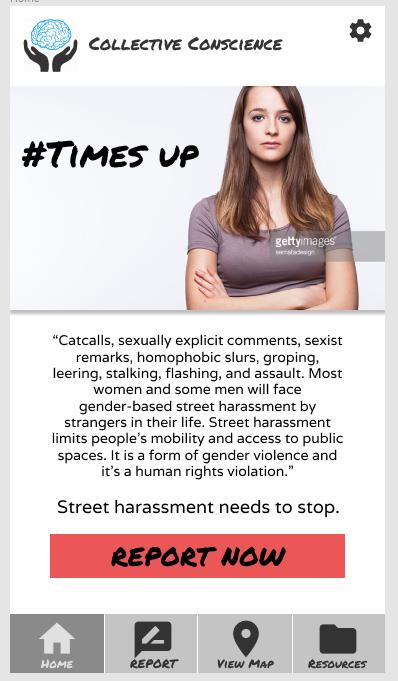 Home
Collective Conscience
#Times up
gettyimages
sematadesign
“Catcalls, sexually explicit comments, sexist
remarks, homophobic slurs, groping,
leering, stalking, flashing, and assault. Most
women and some men will face
gender-based street harassment by
strangers in their life. Street harassment
limits people’s mobility and access to public
spaces. It is a form of gender violence and
it’s a human rights violation.”
Street harassment needs to stop.
REPORT NOW
Home
REPORT
View Map
Resources